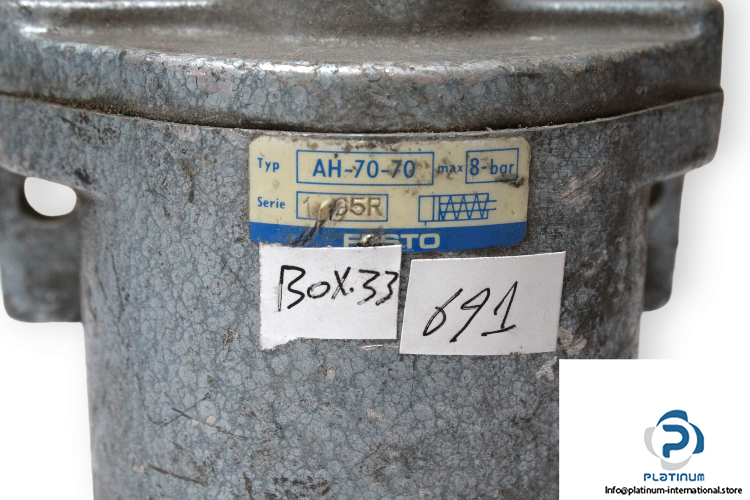 Typ AH-70-70 max 8-bar
Serie
FESTO
BOX.33
691
PLATINUM
Info@platinum-international.store